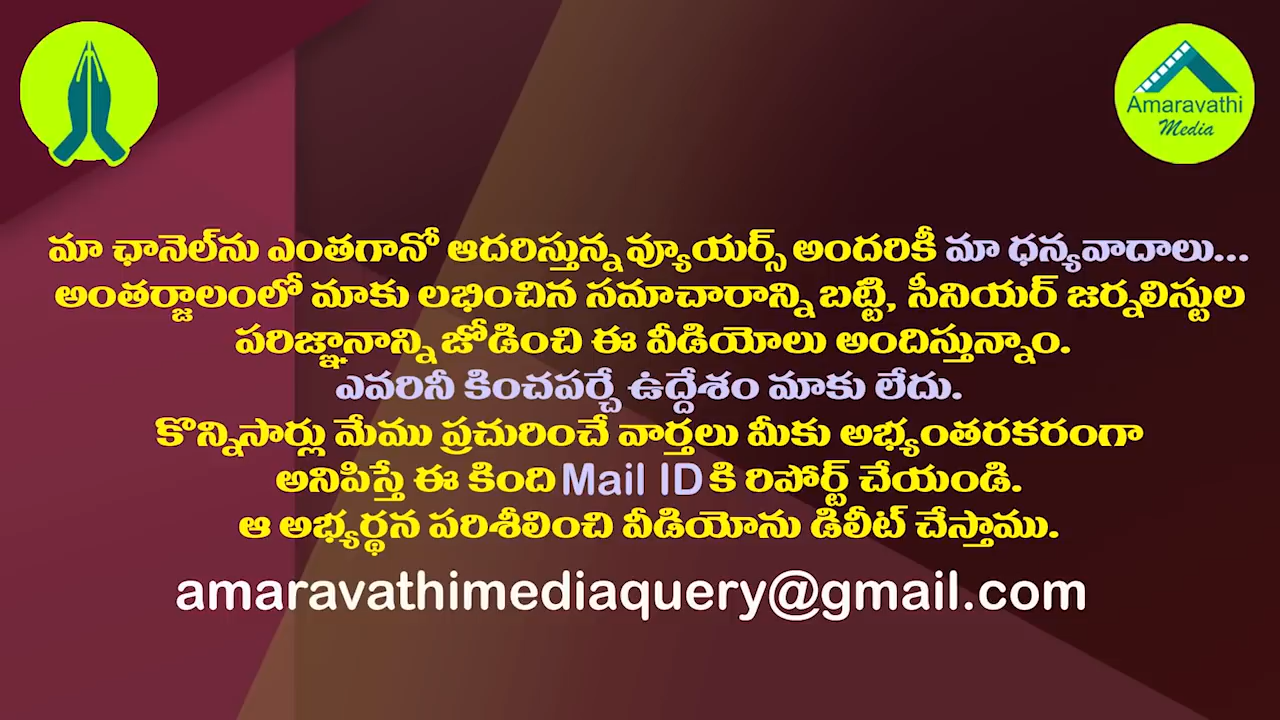 Amaravathi
Media
మా ఛానెల్‌ను ఎంతగానో ఆదరిస్తున్న వ్యూయర్స్ అందరికీ మా ధన్యవాదాలు...
అంతర్జాలంలో మాకు లభించిన సమాచారాన్ని బట్టి, సీనియర్ జర్నలిస్టుల
పరిజ్ఞానాన్ని జోడించి ఈ వీడియోలు అందిస్తున్నాం.
ఎవరినీ కించపర్చే ఉద్దేశం మాకు లేదు.
కొన్నిసార్లు మేము ప్రచురించే వార్తలు మీకు అభ్యంతరకరంగా
అనిపిస్తే ఈ కింది Mail ID కి రిపోర్ట్ చేయండి.
ఆ అభ్యర్థన పరిశీలించి వీడియోను డిలీట్ చేస్తాము.
amaravathimediaquery@gmail.com